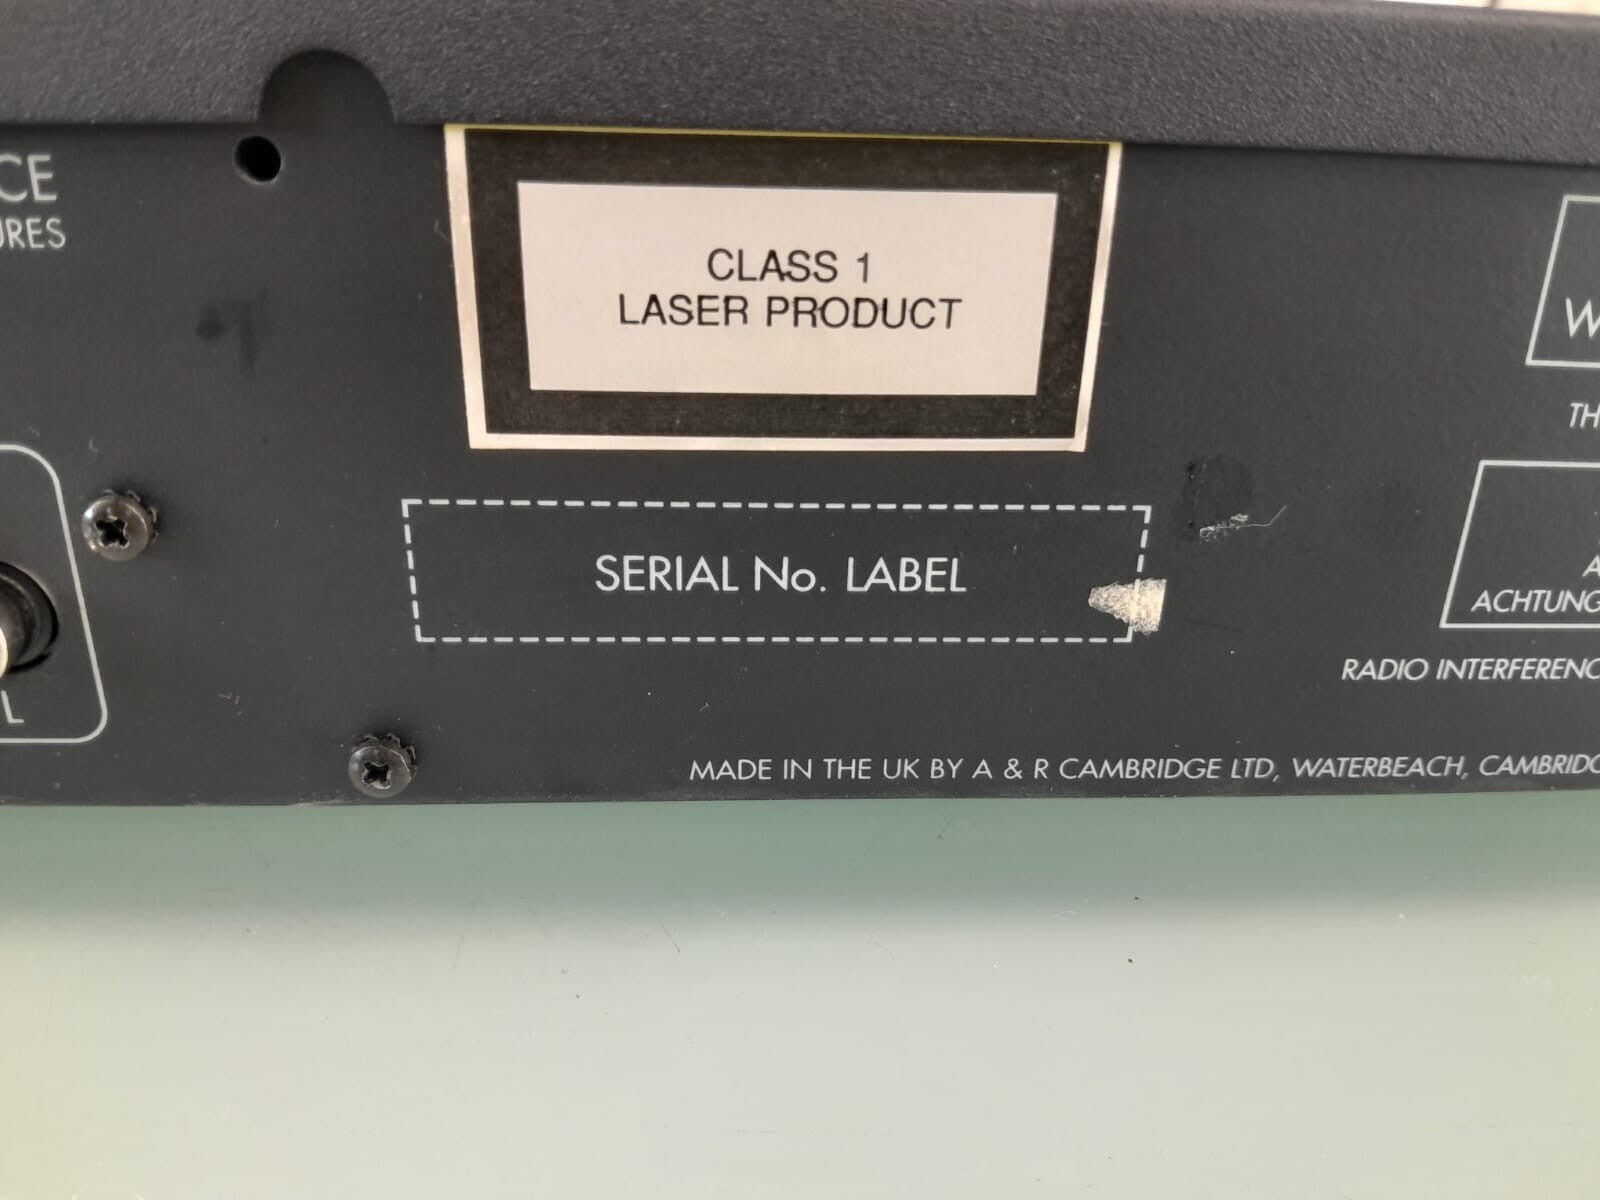 CE
URES
CLASS 1
LASER PRODUCT
W
TH
SERIAL No. LABEL
A
ACHTUNG
RADIO INTERFERENC
L
MADE IN THE UK BY A & R CAMBRIDGE LTD, WATERBEACH, CAMBRIDG